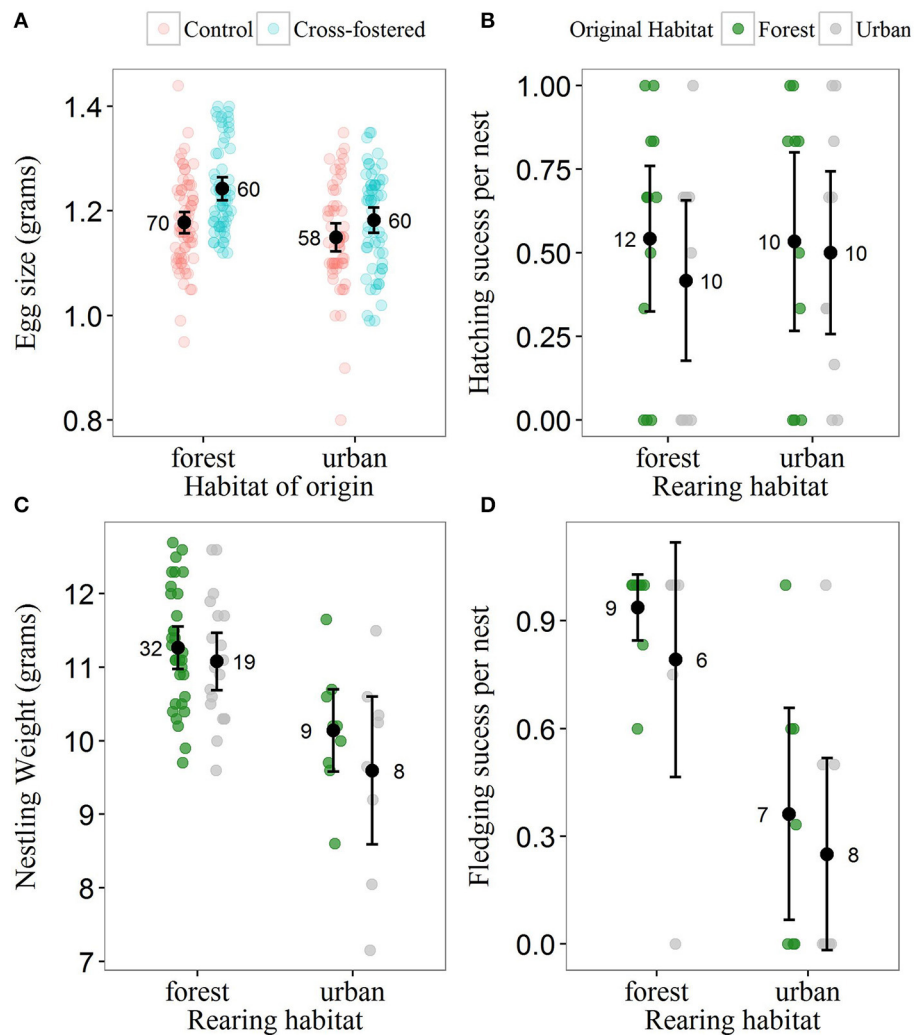 A
Control Cross-fostered
Egg size (grams)
1.4
1.2
1.0
0.8
70
60
58
60
forest urban
Habitat of origin
B
Original Habitat Forest Urban
Hatching sucess per nest
1.00
0.75
0.50
0.25
0.00
12
10
10
10
forest urban
Rearing habitat
C
Nestling Weight (grams)
12
11
10
9
8
7
32
19
9
8
forest urban
Rearing habitat
D
Fledging sucess per nest
0.9
0.6
0.3
0.0
9
6
7
8
forest urban
Rearing habitat